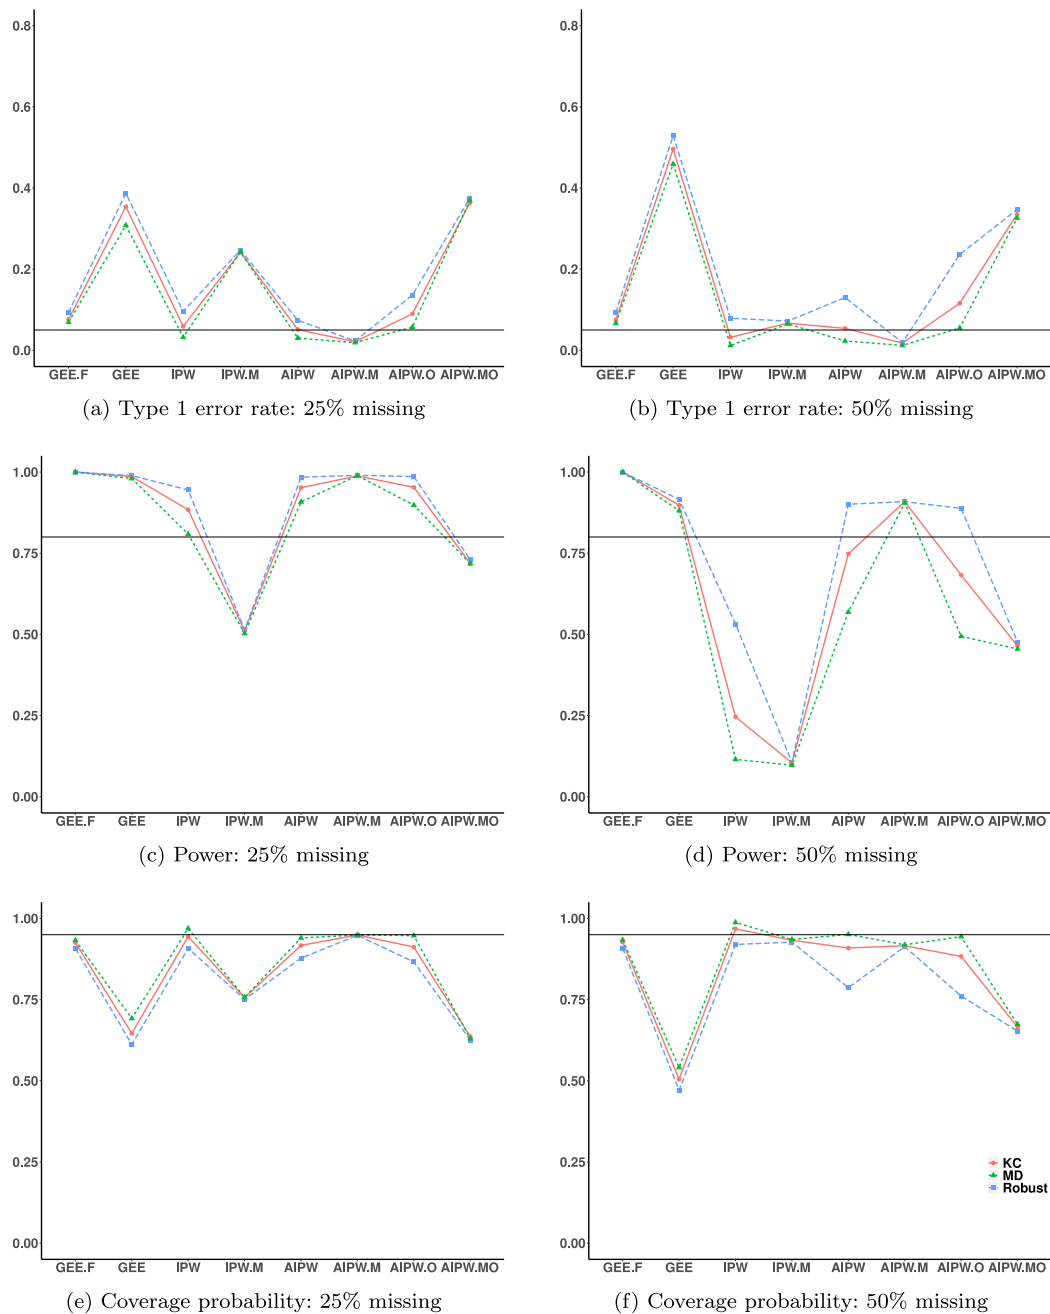 0.8
0.6
0.4
0.2
0.0
GEE.F GEE IPW IPW.M AIPW AIPW.M AIPW.O AIPW.MO
(a) Type 1 error rate: 25% missing
0.8
0.6
0.4
0.2
0.0
GEE.F GEE IPW IPW.M AIPW AIPW.M AIPW.O AIPW.MO
(b) Type 1 error rate: 50% missing
1.00
0.75
0.50
0.25
0.00
GEE.F GEE IPW IPW.M AIPW AIPW.M AIPW.O AIPW.MO
(c) Power: 25% missing
1.00
0.75
0.50
0.25
0.00
GEE.F GEE IPW IPW.M AIPW AIPW.M AIPW.O AIPW.MO
(d) Power: 50% missing
1.00
0.75
0.50
0.25
0.00
GEE.F GEE IPW IPW.M AIPW AIPW.M AIPW.O AIPW.MO
(e) Coverage probability: 25% missing
1.00
0.75
0.50
0.25
0.00
KC
MD
Robust
GEE.F GEE IPW IPW.M AIPW AIPW.M AIPW.O AIPW.MO
(f) Coverage probability: 50% missing